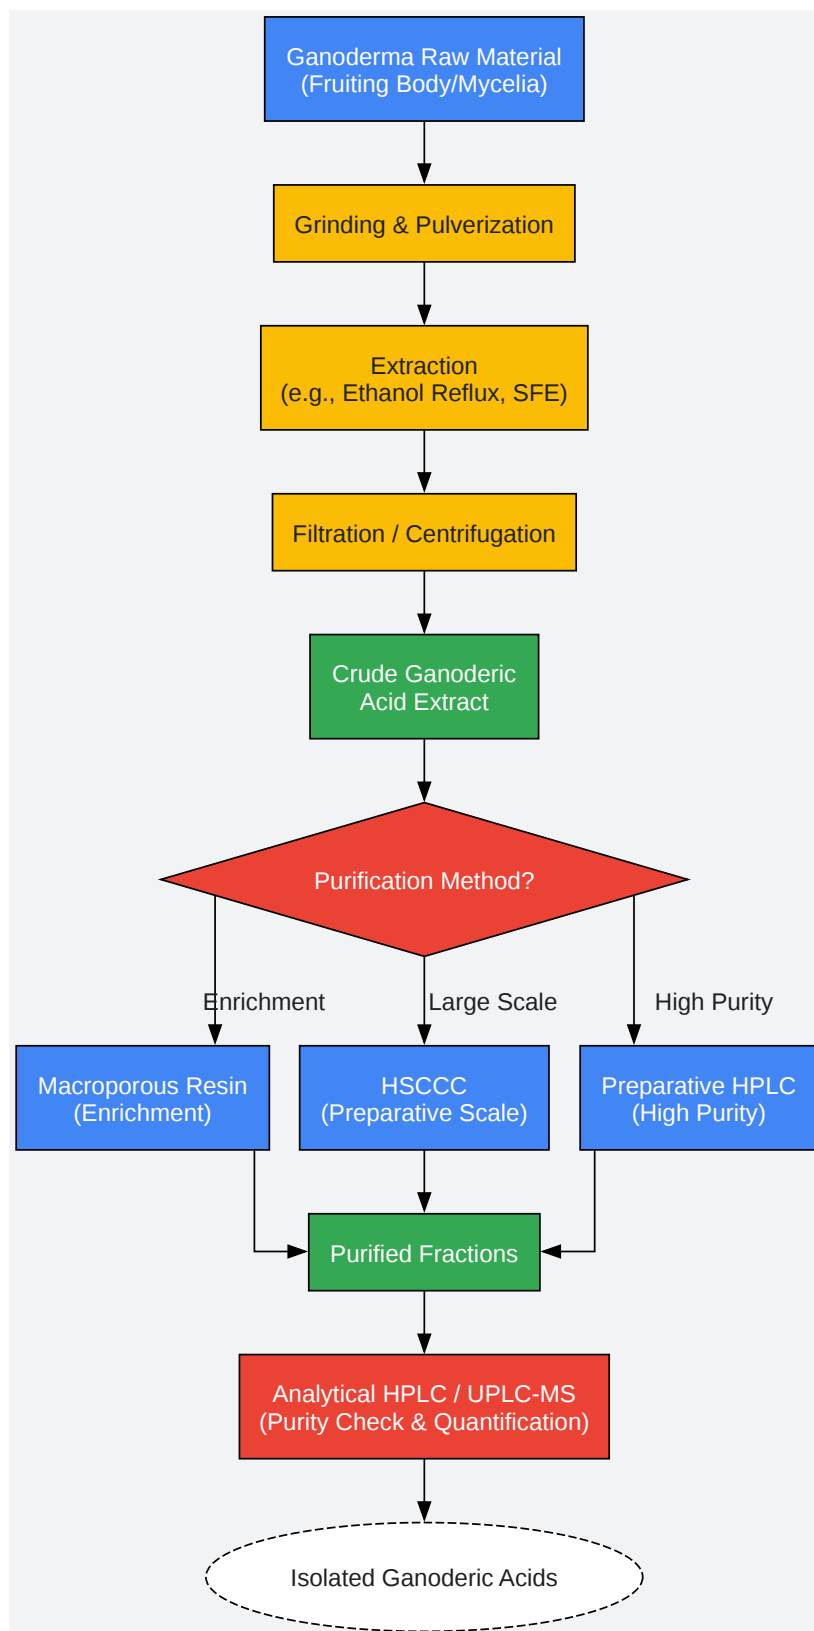 Ganoderma Raw Material
(Fruiting Body/Mycelia)
Grinding & Pulverization
Extraction
(e.g., Ethanol Reflux, SFE)
Filtration / Centrifugation
Crude Ganoderic
Acid Extract
Purification Method?
Enrichment
Large Scale
High Purity
Macroporous Resin
(Enrichment)
HSCCC
(Preparative Scale)
Preparative HPLC
(High Purity)
Purified Fractions
Analytical HPLC / UPLC-MS
(Purity Check & Quantification)
Isolated Ganoderic Acids